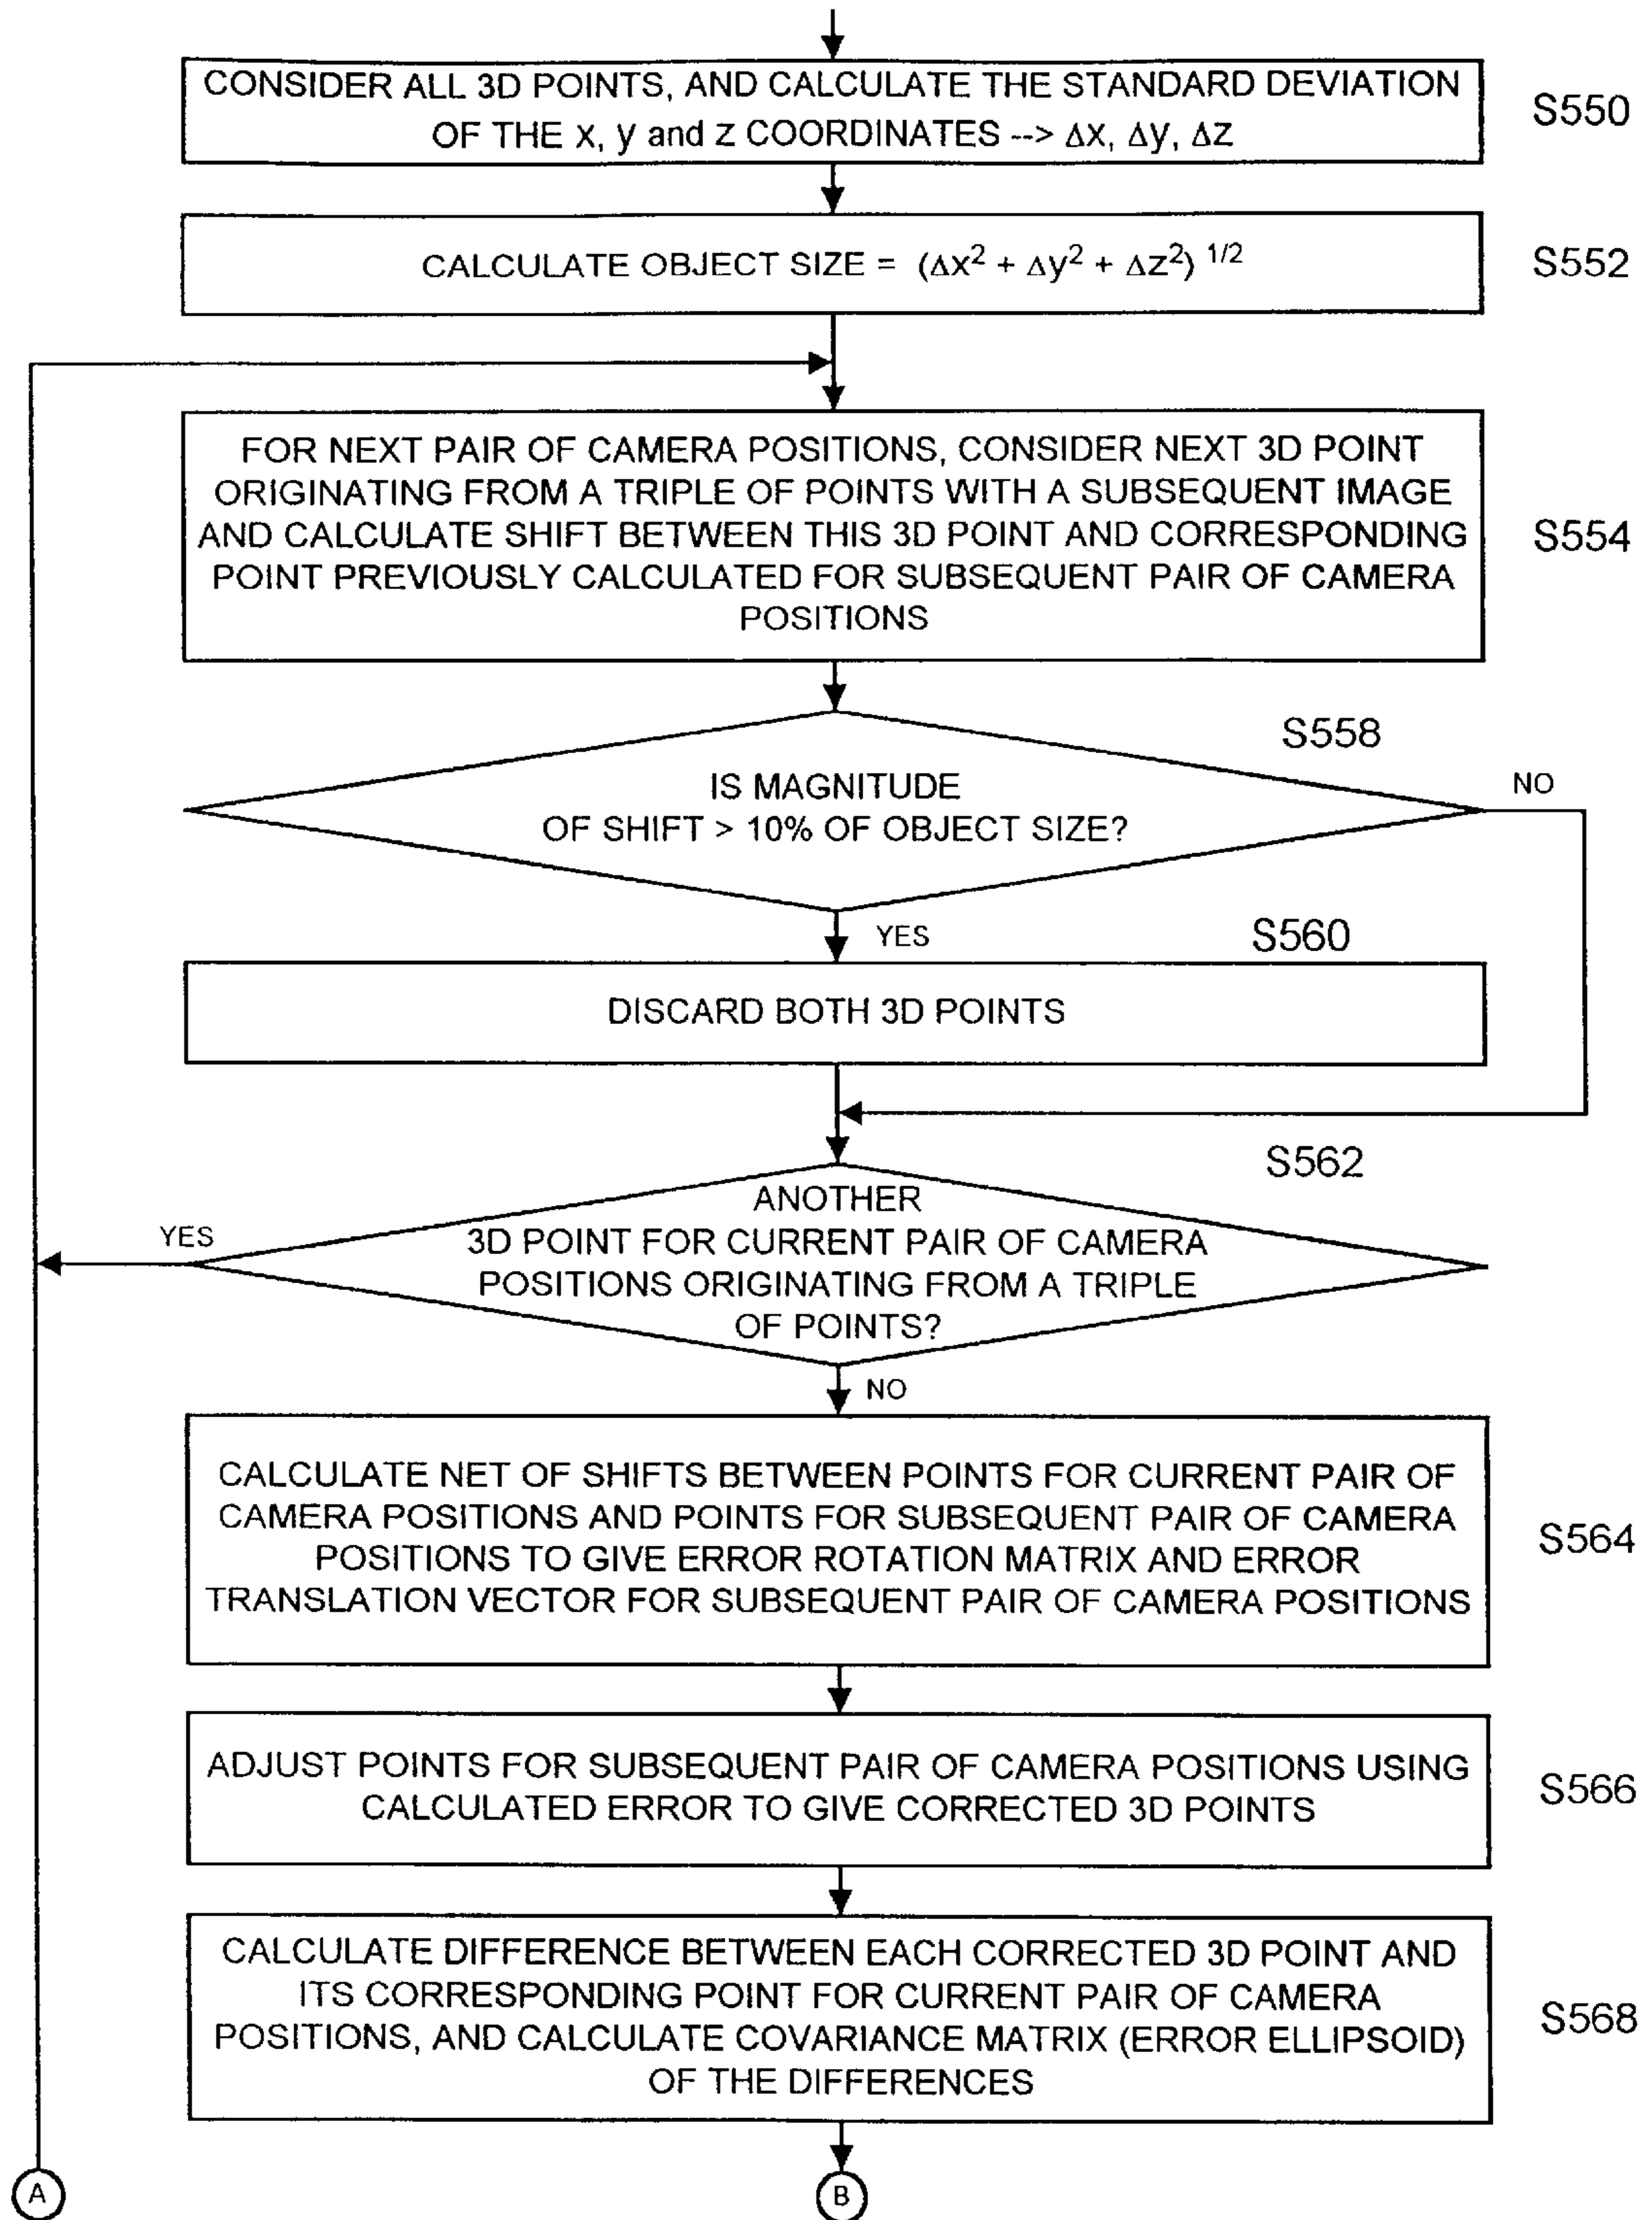 CONSIDER ALL 3D POINTS, AND CALCULATE THE STANDARD DEVIATION
OF THE x, y and z COORDINATES --> Δx, Δy, Δz
S550
CALCULATE OBJECT SIZE = (Δx² + Δy² + Δz²) 1/2
S552
FOR NEXT PAIR OF CAMERA POSITIONS, CONSIDER NEXT 3D POINT
ORIGINATING FROM A TRIPLE OF POINTS WITH A SUBSEQUENT IMAGE
AND CALCULATE SHIFT BETWEEN THIS 3D POINT AND CORRESPONDING
POINT PREVIOUSLY CALCULATED FOR SUBSEQUENT PAIR OF CAMERA
POSITIONS
S554
S558
IS MAGNITUDE
OF SHIFT > 10% OF OBJECT SIZE?
NO
YES
S560
DISCARD BOTH 3D POINTS
S562
ANOTHER
3D POINT FOR CURRENT PAIR OF CAMERA
POSITIONS ORIGINATING FROM A TRIPLE
OF POINTS?
YES
NO
CALCULATE NET OF SHIFTS BETWEEN POINTS FOR CURRENT PAIR OF
CAMERA POSITIONS AND POINTS FOR SUBSEQUENT PAIR OF CAMERA
POSITIONS TO GIVE ERROR ROTATION MATRIX AND ERROR
TRANSLATION VECTOR FOR SUBSEQUENT PAIR OF CAMERA POSITIONS
S564
ADJUST POINTS FOR SUBSEQUENT PAIR OF CAMERA POSITIONS USING
CALCULATED ERROR TO GIVE CORRECTED 3D POINTS
S566
CALCULATE DIFFERENCE BETWEEN EACH CORRECTED 3D POINT AND
ITS CORRESPONDING POINT FOR CURRENT PAIR OF CAMERA
POSITIONS, AND CALCULATE COVARIANCE MATRIX (ERROR ELLIPSOID)
OF THE DIFFERENCES
S568
A
B